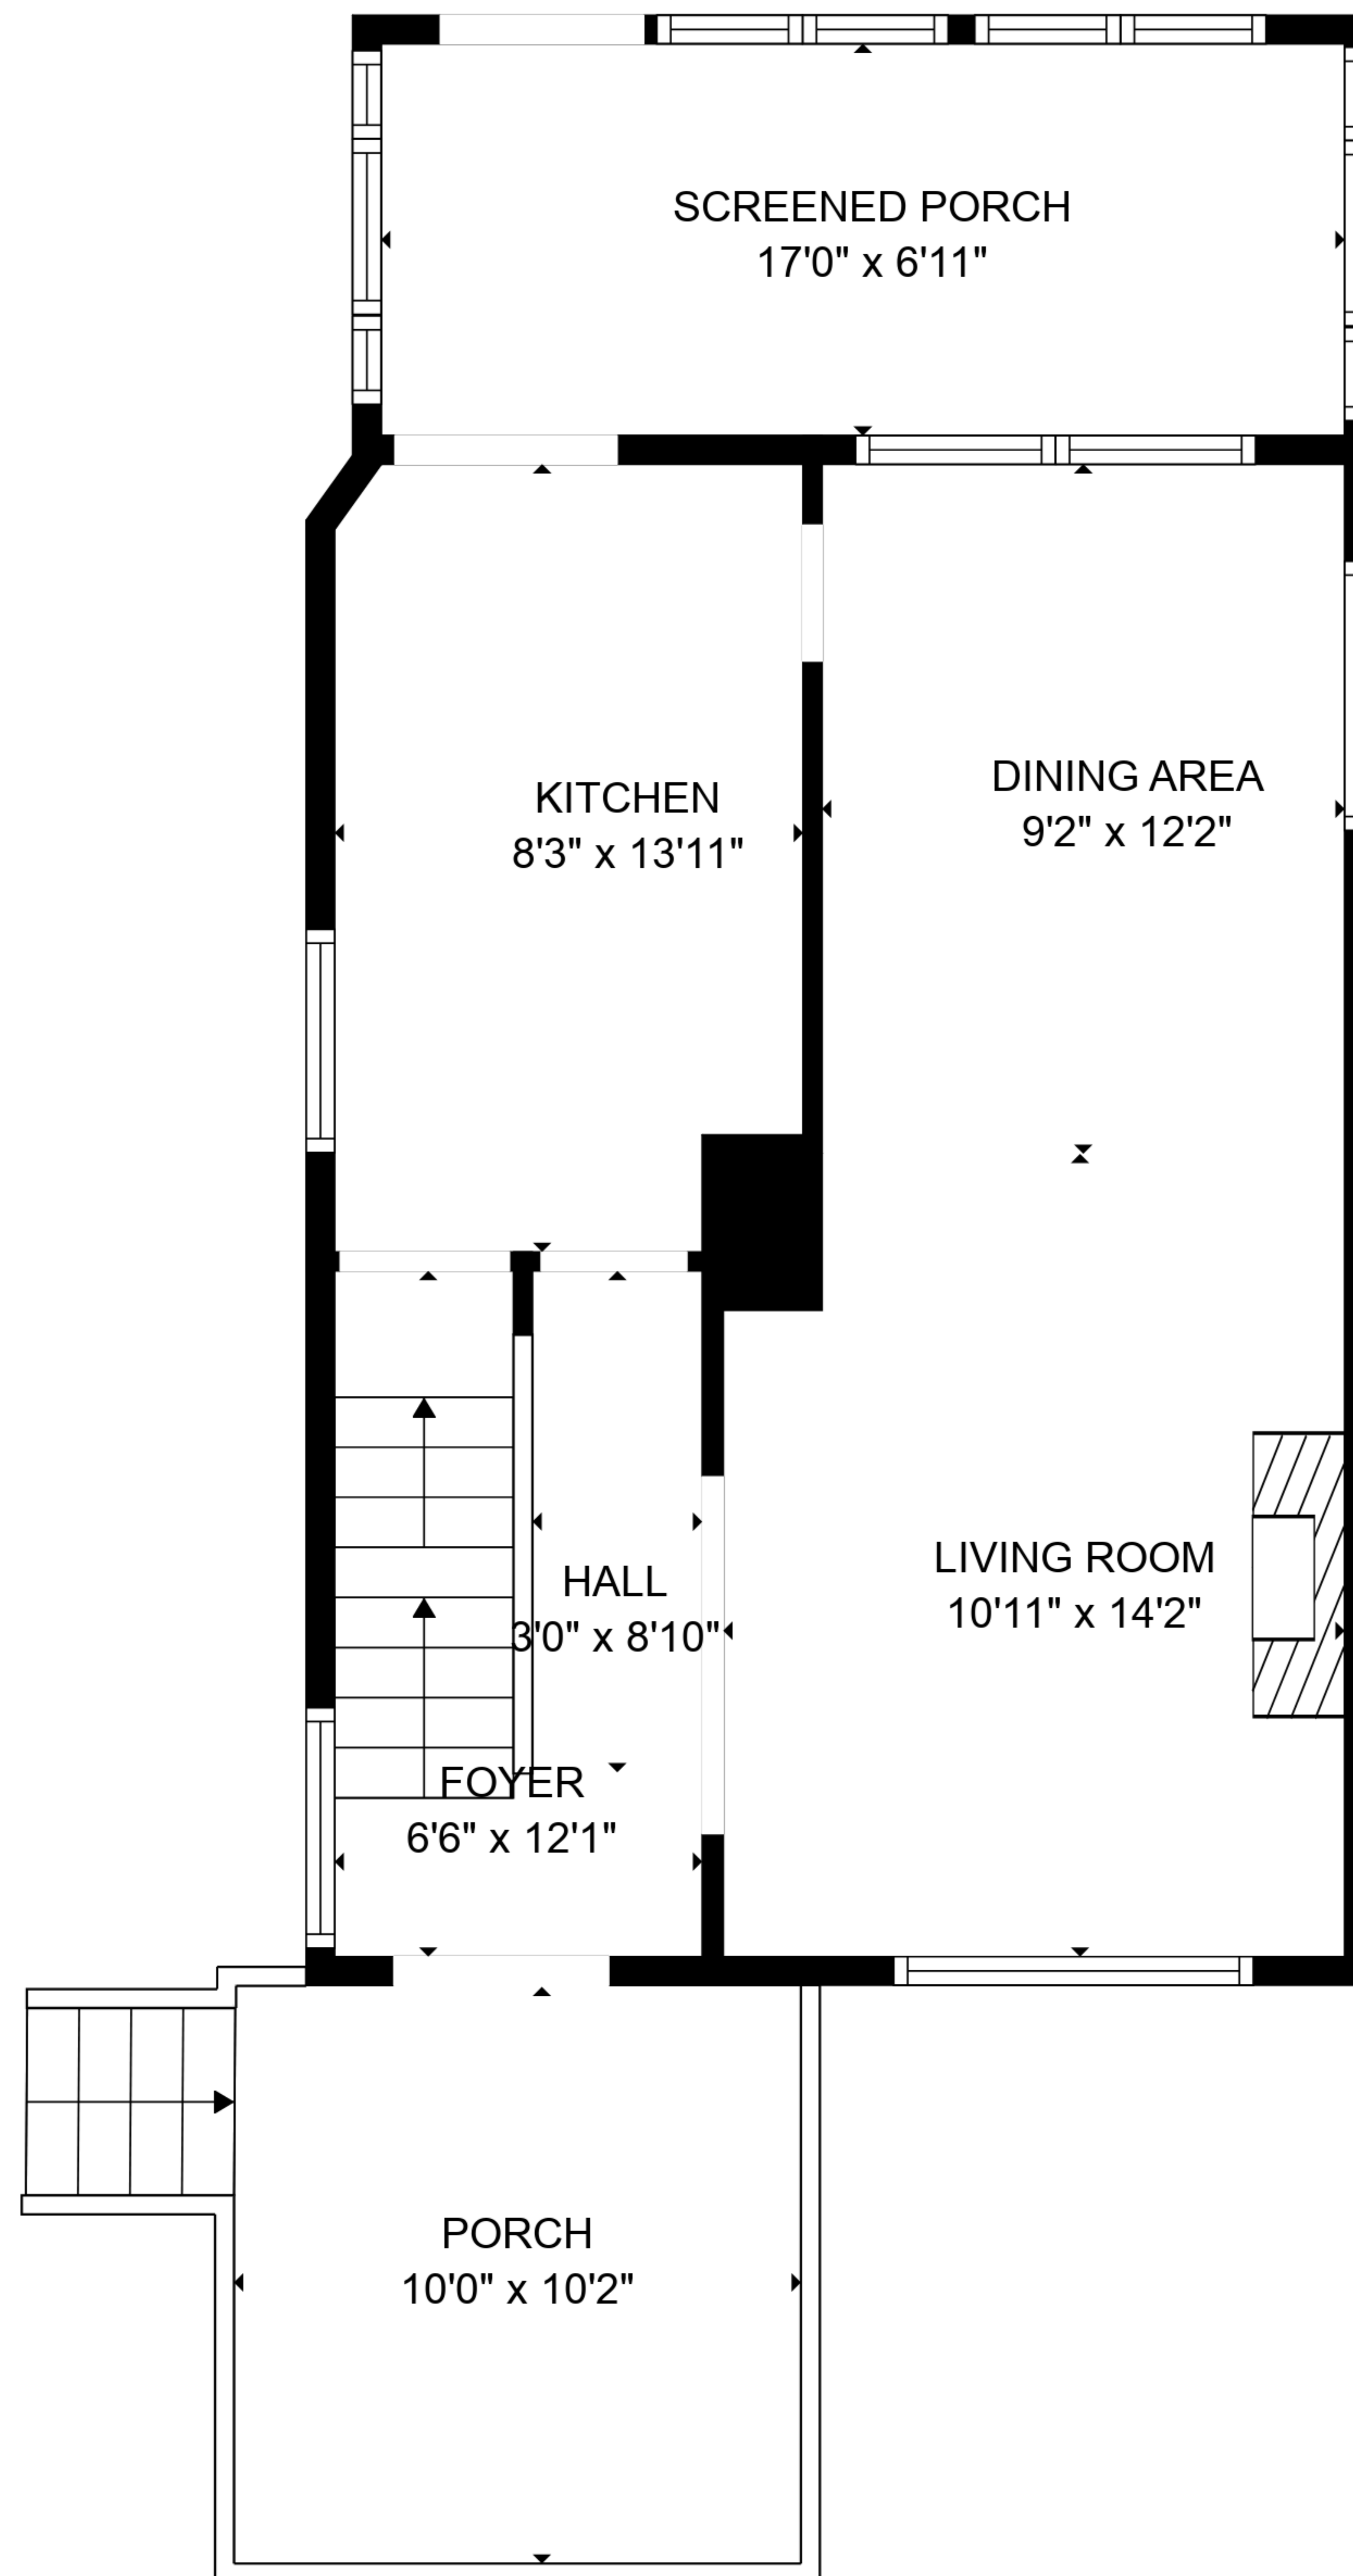 SCREENED PORCH
17'0" x 6'11"
KITCHEN
8'3" x 13'11"
DINING AREA
9'2" x 12'2"
LIVING ROOM
10'11" x 14'2"
HALL
3'0" x 8'10"
FOYER
6'6" x 12'1"
PORCH
10'0" x 10'2"